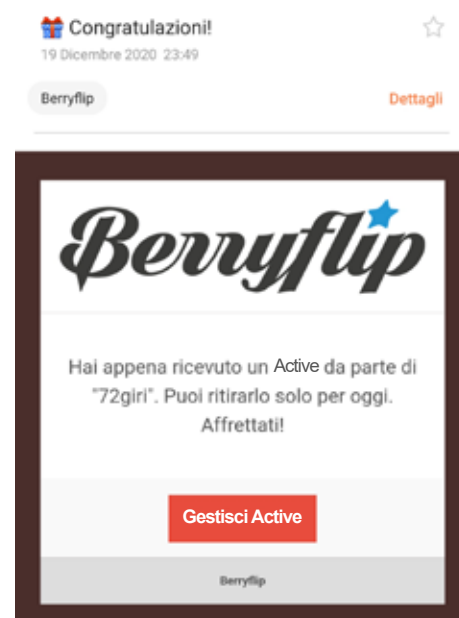 Congratulazioni!
19 Dicembre 2020 23:49
Berryflip
Dettagli
Berryflip
Hai appena ricevuto un Active da parte di
"72giri". Puoi ritirarlo solo per oggi.
Affrettati!
Gestisci Active
Berryflip